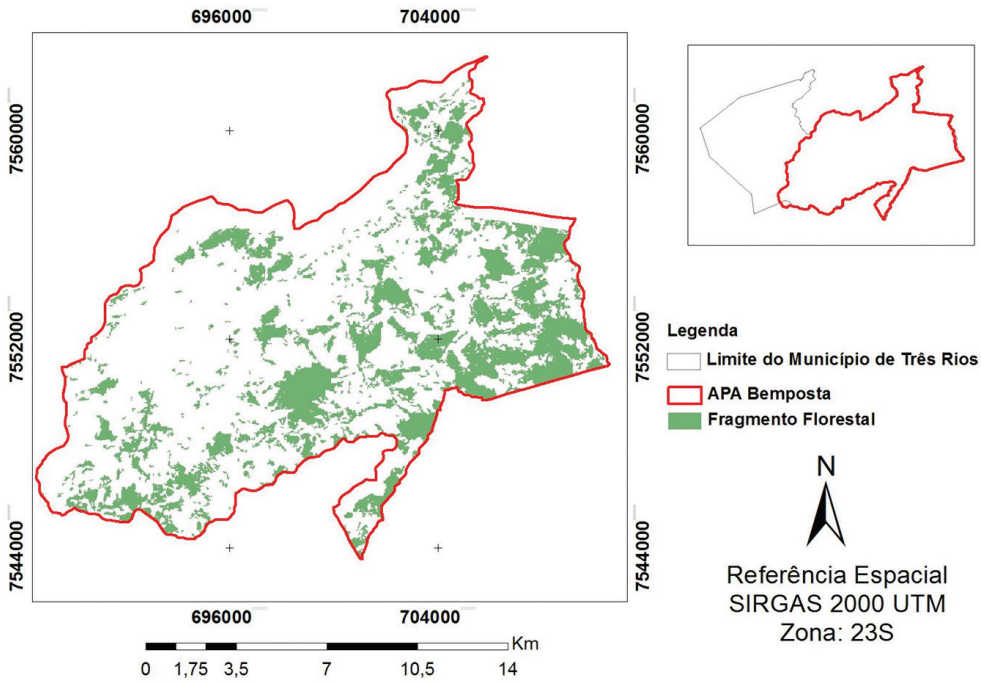 696000
704000
7560000
7552000
7544000
7560000
7552000
7544000
696000
704000
Km
0
1,75
3,5
7
10,5
14
Legenda
Limite do Município de Três Rios
APA Bemposta
Fragmento Florestal
N
Referência Espacial
SIRGAS 2000 UTM
Zona: 23S